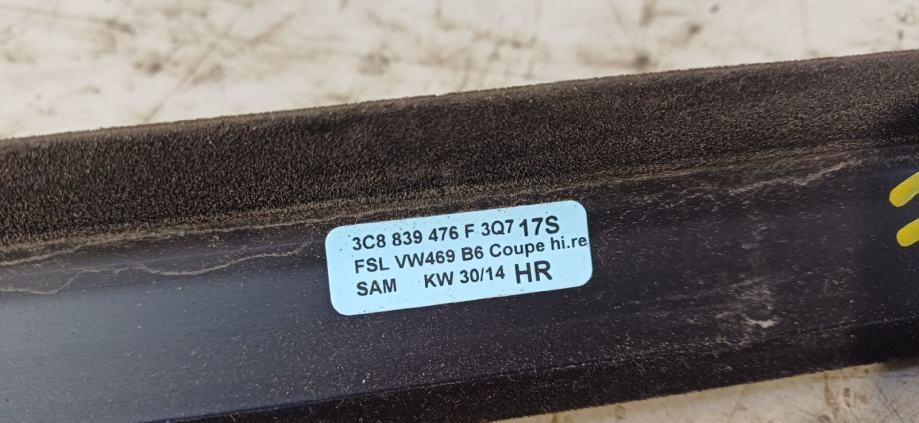 3C8 839 476 F 3Q7 17S
FSL VW469 B6 Coupe hi.re
SAM KW 30/14 HR